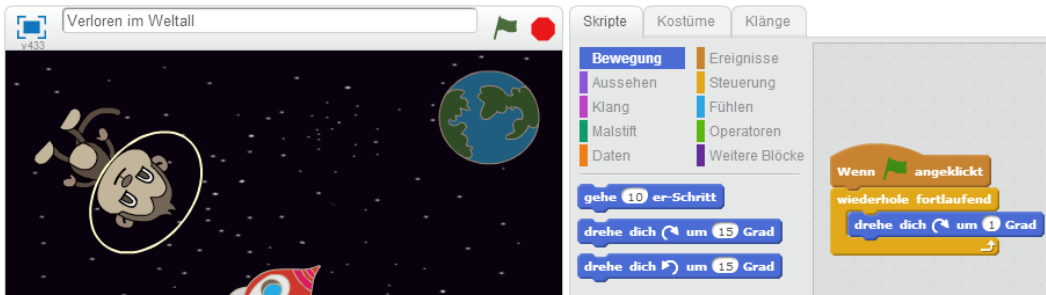 Verloren im Weltall
v433
Skripte Kostüme Klänge
Bewegung Ereignisse
Aussehen Steuerung
Klang Fühlen
Malstift Operatoren
Daten Weitere Blöcke
gehe 10 er-Schritt
drehe dich um 15 Grad
drehe dich um 15 Grad
Wenn angeklickt
wiederhole fortlaufend
drehe dich um 1 Grad